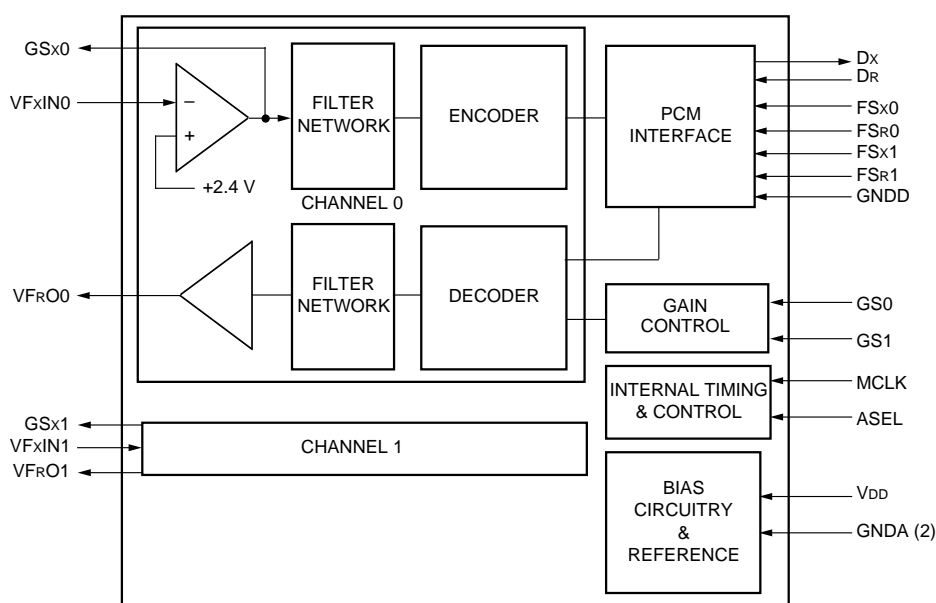 GSX0
VFXIN0
−
+
+2.4 V
FILTER
NETWORK
ENCODER
CHANNEL 0
VFRO0
FILTER
NETWORK
DECODER
PCM
INTERFACE
DX
DR
FSX0
FSR0
FSX1
FSR1
GNDD
GAIN
CONTROL
GS0
GS1
INTERNAL TIMING
& CONTROL
MCLK
ASEL
GSX1
VFXIN1
VFRO1
CHANNEL 1
BIAS
CIRCUITRY
&
REFERENCE
VDD
GNDA (2)